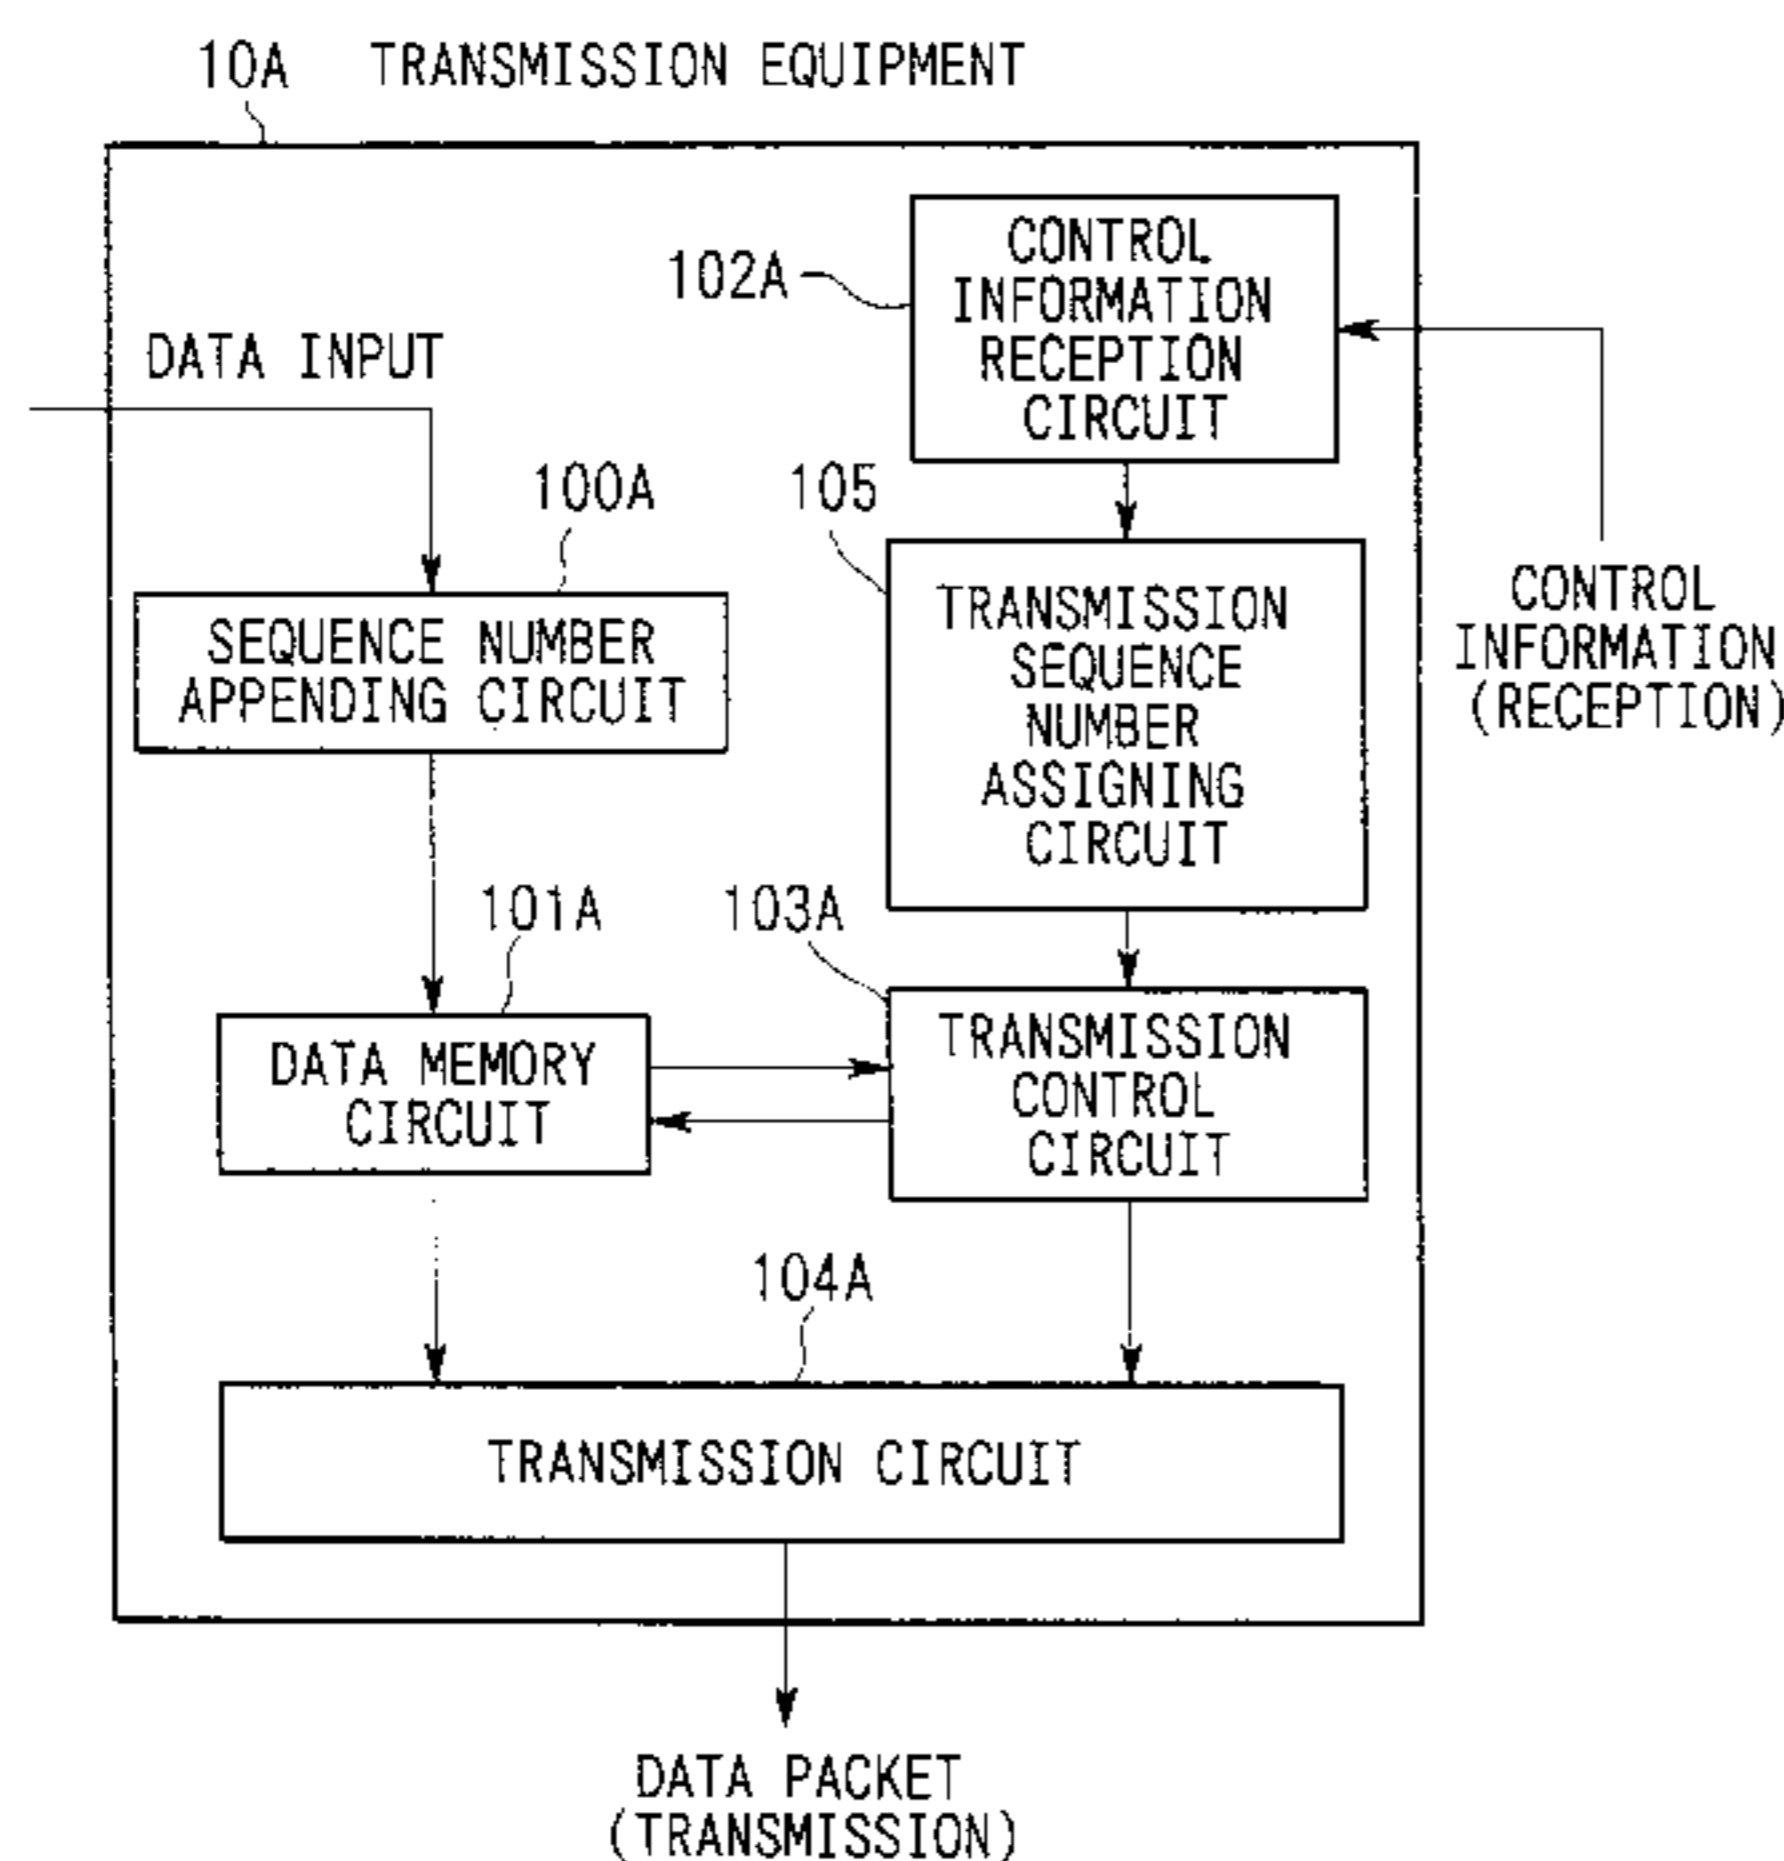 10A TRANSMISSION EQUIPMENT
CONTROL
INFORMATION
RECEPTION
CIRCUIT
102A
DATA INPUT
100A
105
SEQUENCE NUMBER
APPENDING CIRCUIT
TRANSMISSION
SEQUENCE
NUMBER
ASSIGNING
CIRCUIT
CONTROL
INFORMATION
(RECEPTION)
101A
103A
DATA MEMORY
CIRCUIT
TRANSMISSION
CONTROL
CIRCUIT
104A
TRANSMISSION CIRCUIT
DATA PACKET
(TRANSMISSION)